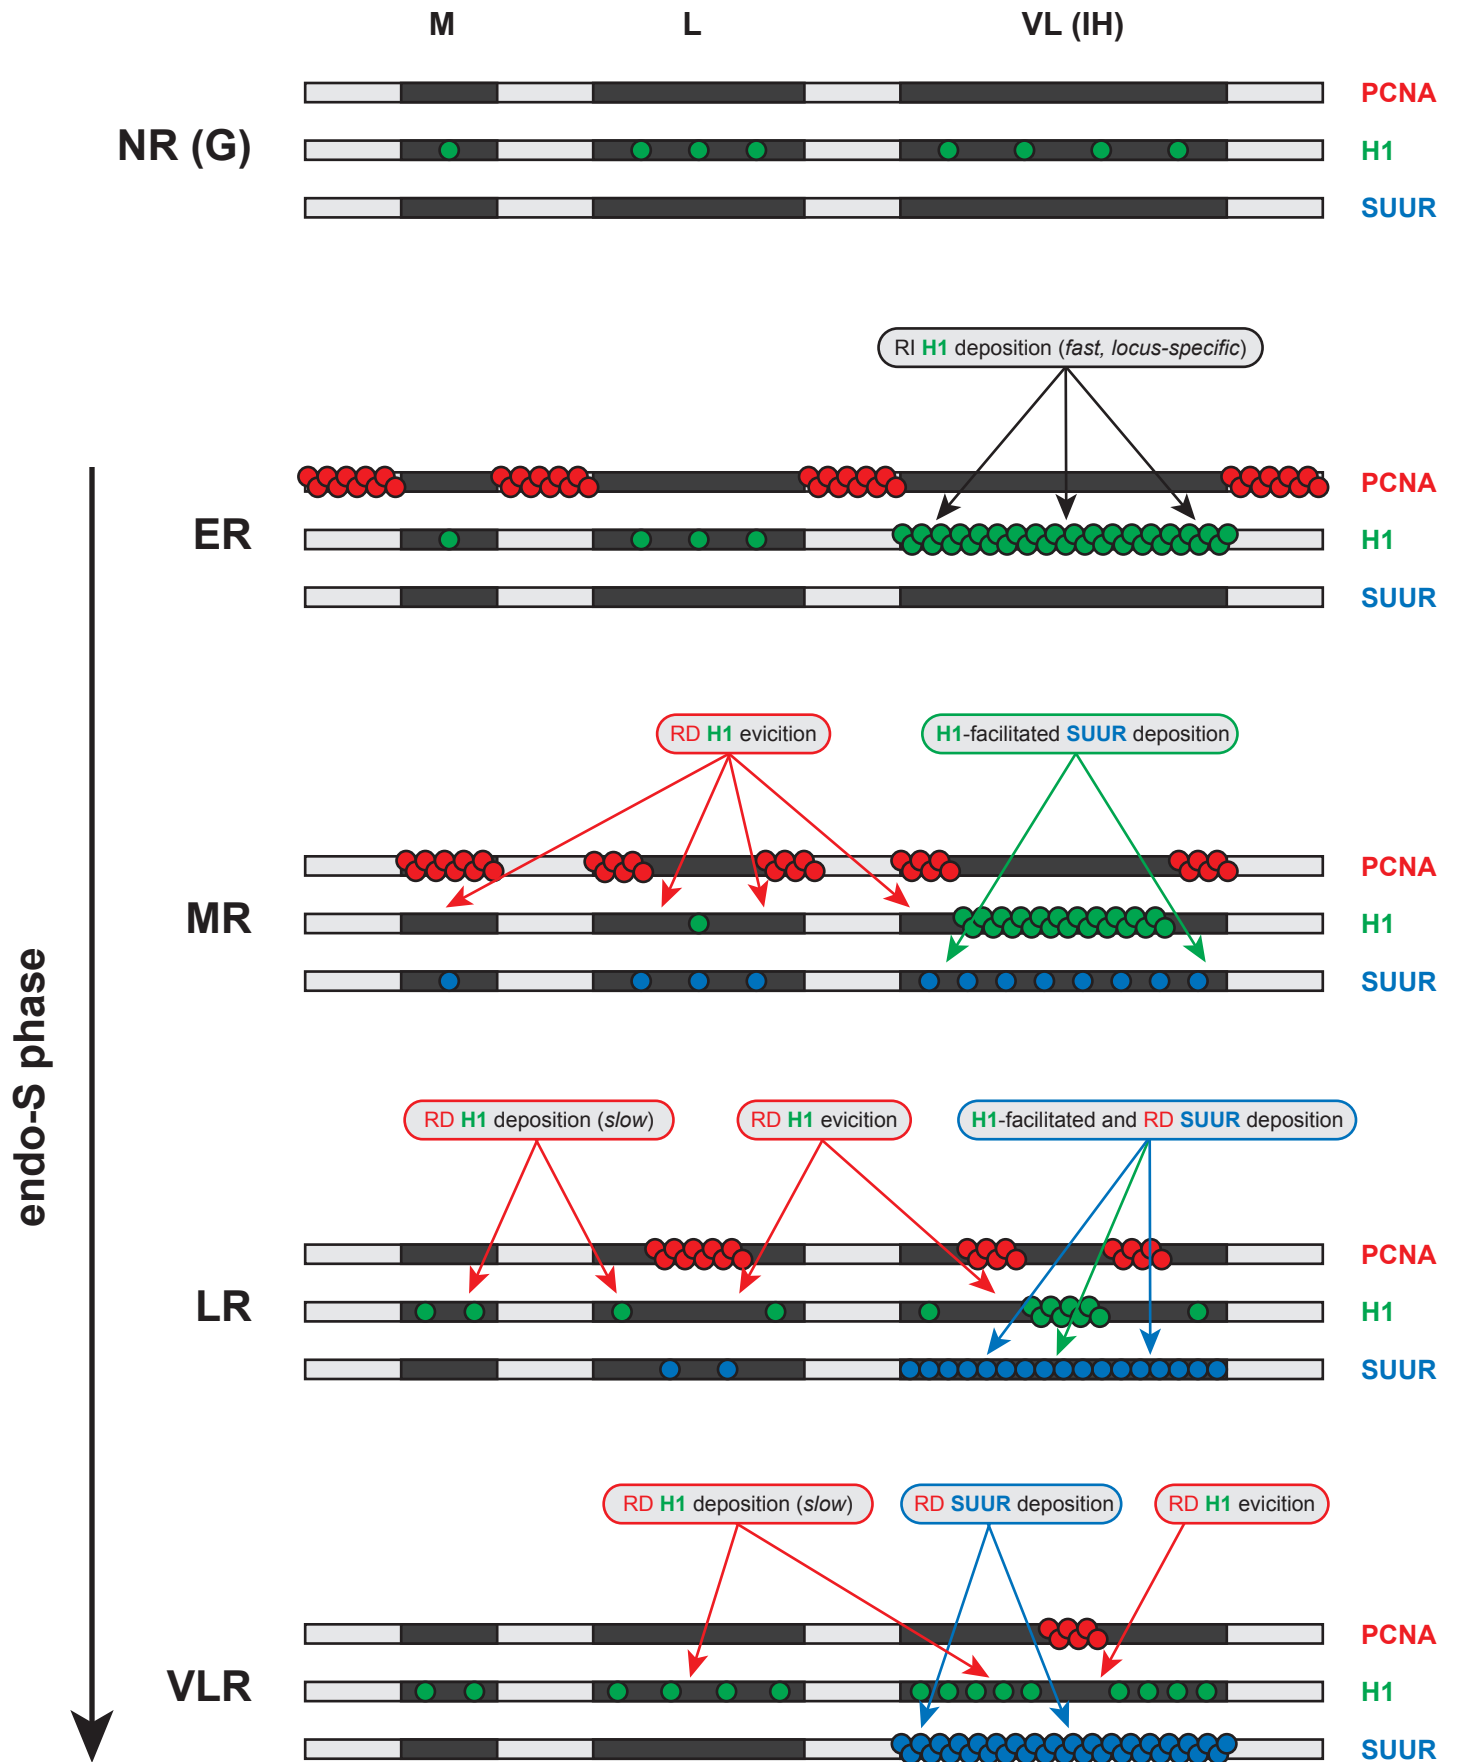 M L VL (IH)
PCNA
NR (G) H1
SUUR
RI H1 deposition (fast, locus-specific)
PCNA
ER H1
SUUR
RD H1 evicition H1-facilitated SUUR deposition
PCNA
MR H1
SUUR
endo-S phase
RD H1 deposition (slow) RD H1 evicition H1-facilitated and RD SUUR deposition
PCNA
LR H1
SUUR
RD H1 deposition (slow) RD SUUR deposition RD H1 evicition
PCNA
VLR H1
SUUR